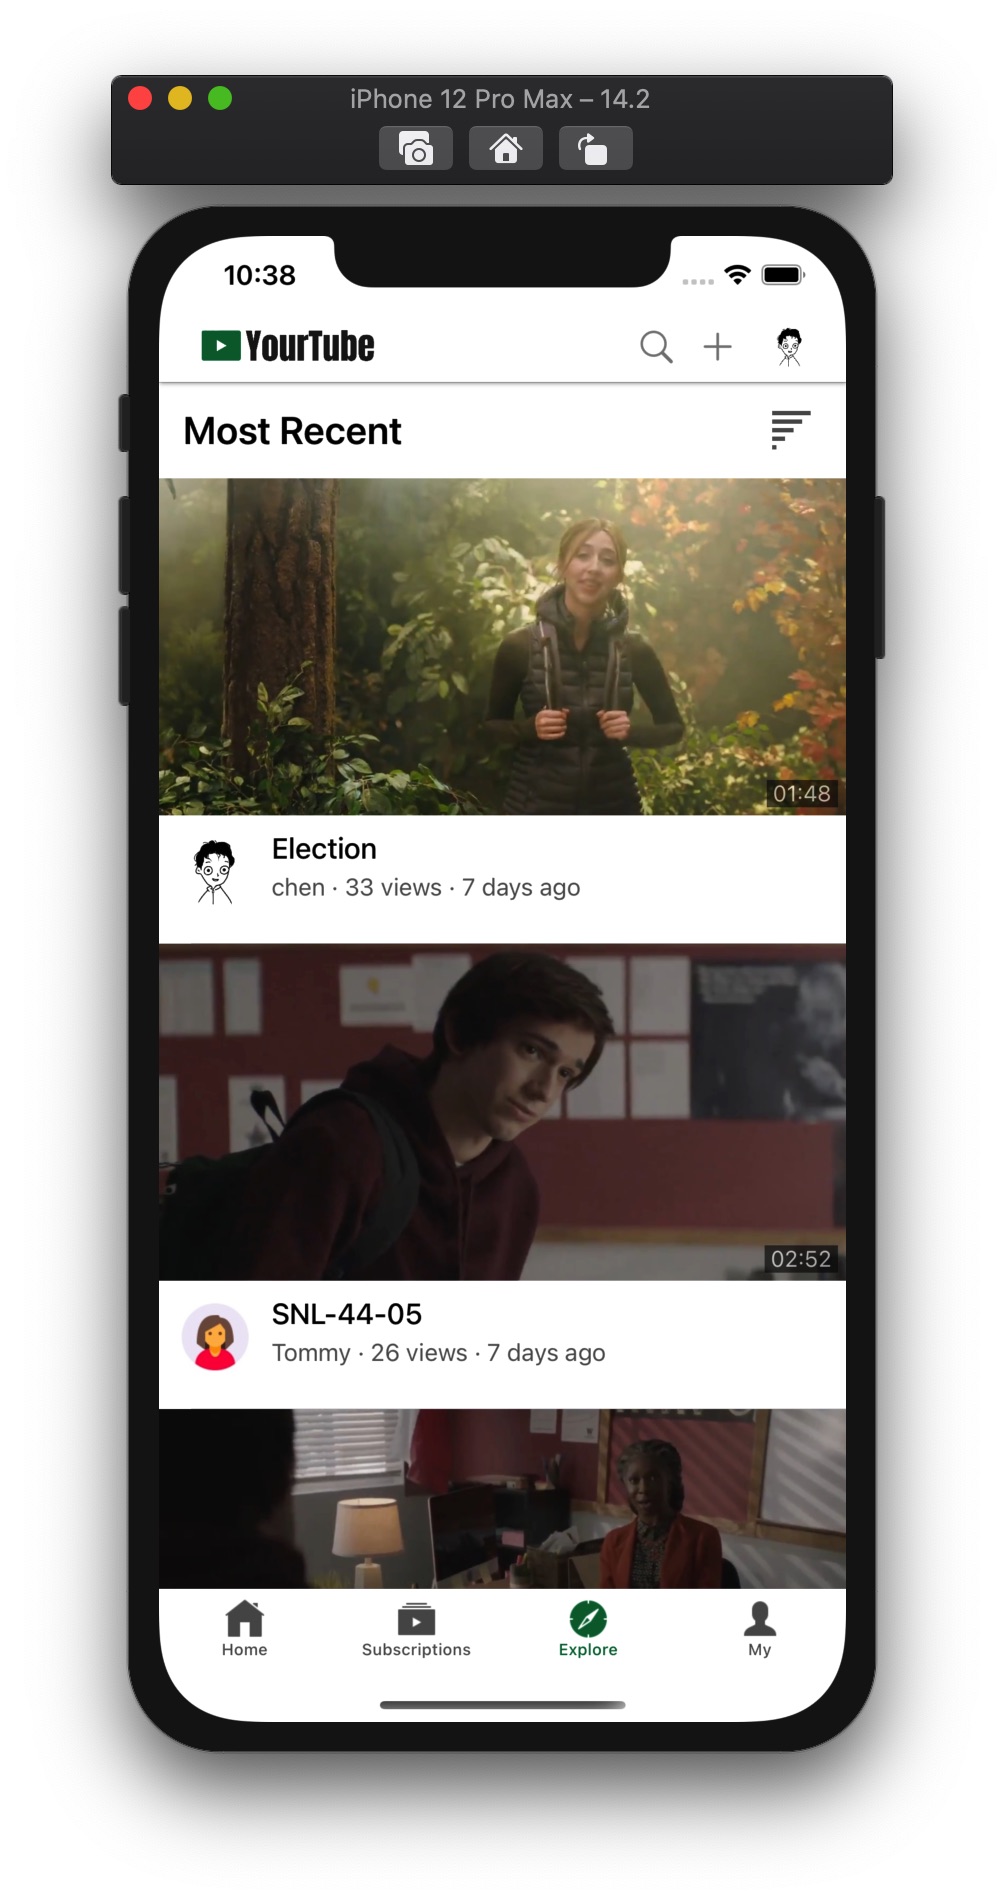 iPhone 12 Pro Max – 14.2
10:38
YourTube
Most Recent
01:48
Election
chen · 33 views · 7 days ago
02:52
SNL-44-05
Tommy · 26 views · 7 days ago
Home
Subscriptions
Explore
My